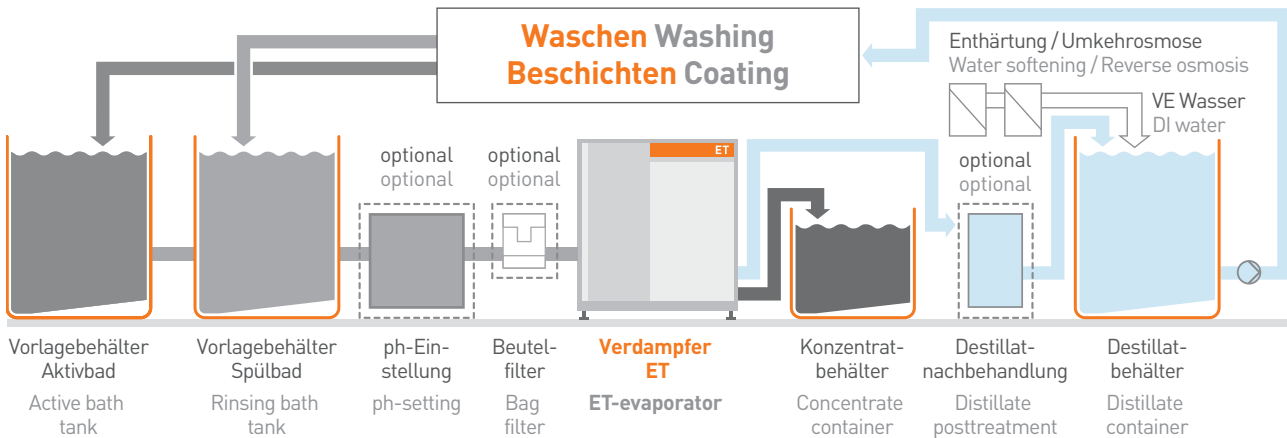 Waschen Washing
Beschichten Coating
Enthärtung / Umkehrosmose
Water softening / Reverse osmosis
VE Wasser
DI water
optional
optional
optional
optional
ET
optional
optional
Vorlagebehälter
Aktivbad
Active bath
tank
Vorlagebehälter
Spülbad
Rinsing bath
tank
ph-Ein-
stellung
ph-setting
Beutel-
filter
Bag
filter
Verdampfer
ET
ET-evaporator
Konzentrat-
behälter
Concentrate
container
Destillat-
nachbehandlung
Distillate
posttreatment
Destillat-
behälter
Distillate
container